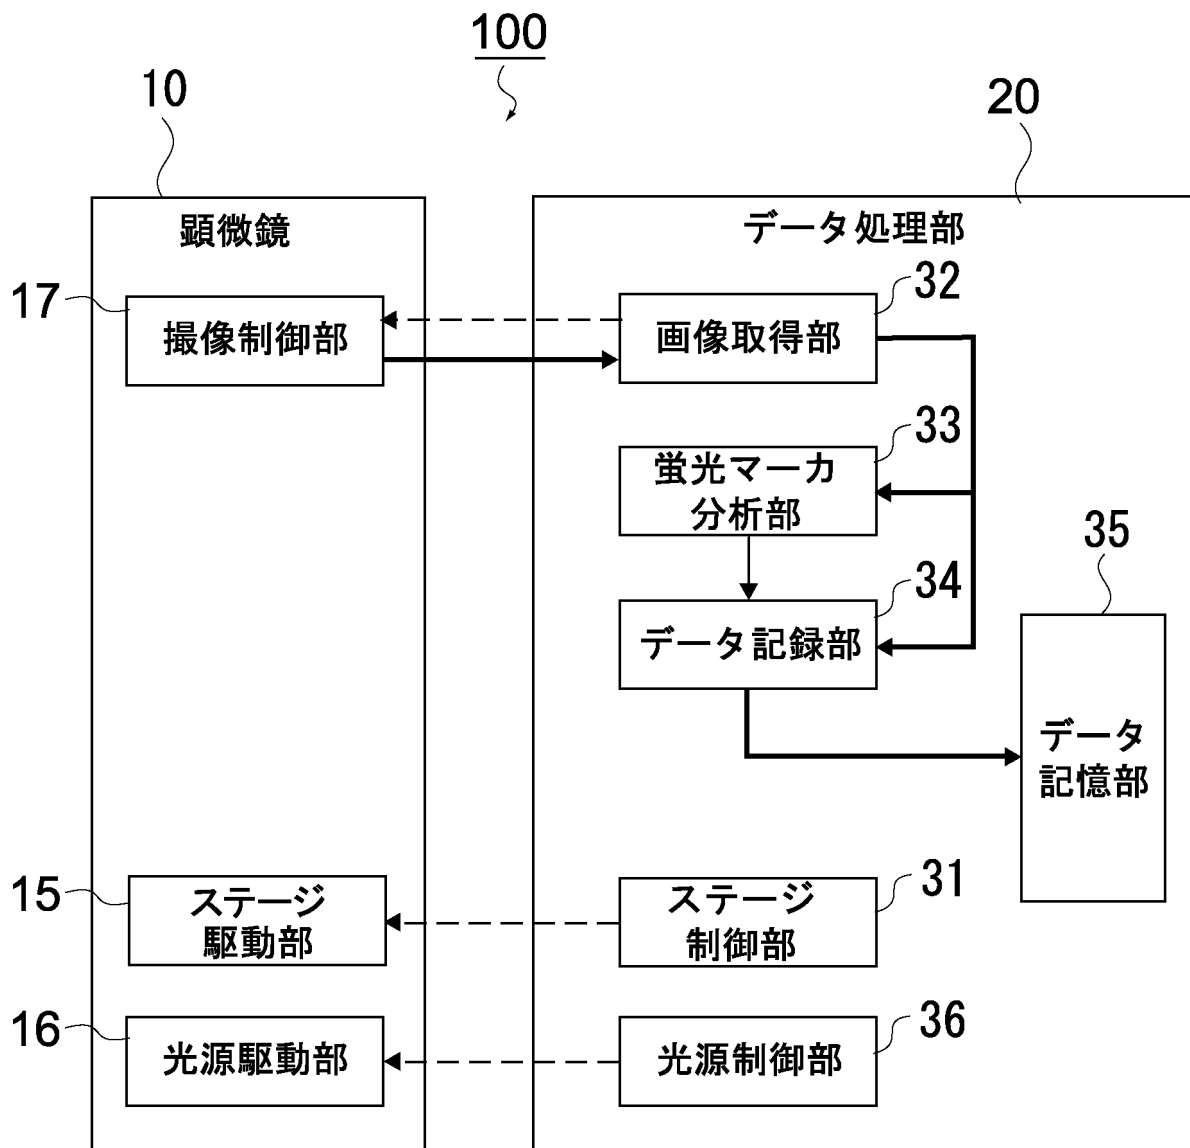 100
10
20
顕微鏡
データ処理部
17
撮像制御部
32
画像取得部
33
蛍光マーカ
分析部
34
データ記録部
35
データ
記憶部
15
ステージ
駆動部
31
ステージ
制御部
16
光源駆動部
36
光源制御部